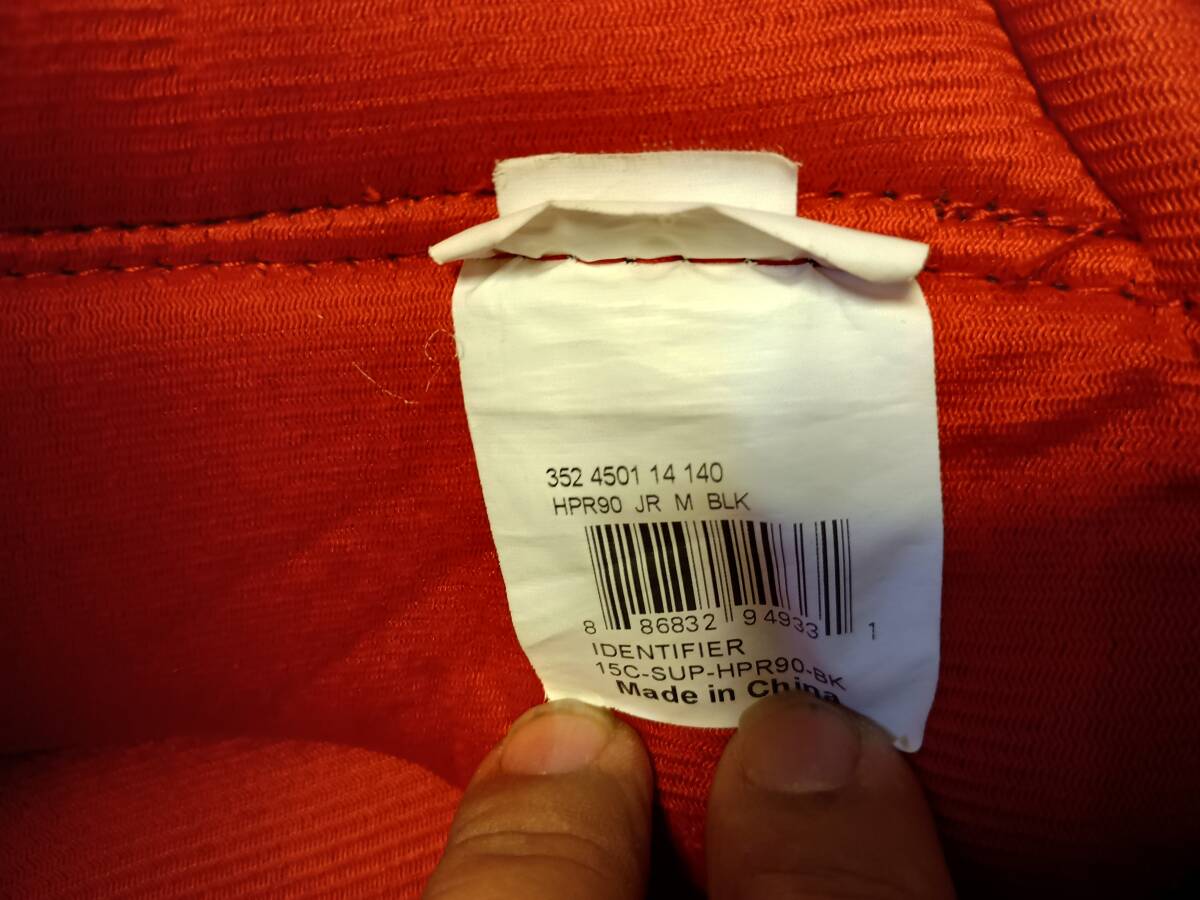 352 4501 14 140
HPR90 JR M BLK
8 86832 94933 1
IDENTIFIER
15C-SUP-HPR90-BK
Made in China